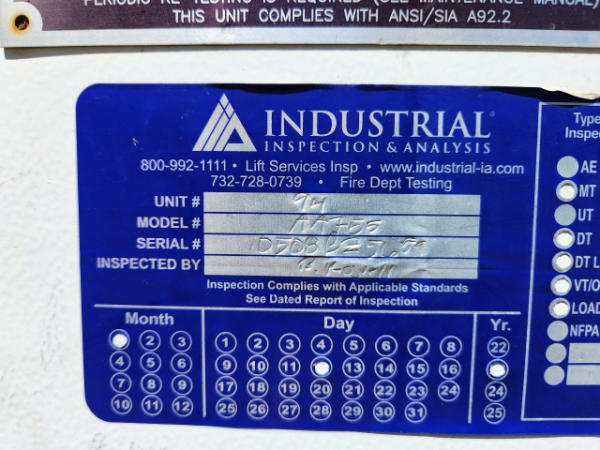 THIS UNIT COMPLIES WITH ANSI/SIA A92.2
INDUSTRIAL
INSPECTION & ANALYSIS
800-992-1111 • Lift Services Insp • www.industrial-ia.com
732-728-0739 • Fire Dept Testing
UNIT # 94
MODEL # AA755
SERIAL #
INSPECTED BY
Inspection Complies with Applicable Standards
See Dated Report of Inspection
Month
2 3
4 5 6
7 8 9
10 11 12
Day
1 2 3 4 5 6 7 8
9 10 11 13 14 15 16
17 18 19 20 21 22 23 24
25 26 27 28 29 30 31
Yr.
22
24
25
Type
Inspe
AE
MT
UT
DT
DT L
VT/O
LOAD
NFPA